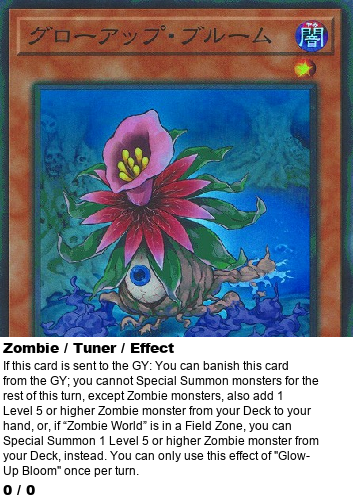 グローアップ・ブルーム
闇
Zombie / Tuner / Effect
If this card is sent to the GY: You can banish this card
from the GY; you cannot Special Summon monsters for the
rest of this turn, except Zombie monsters, also add 1
Level 5 or higher Zombie monster from your Deck to your
hand, or, if “Zombie World” is in a Field Zone, you can
Special Summon 1 Level 5 or higher Zombie monster from
your Deck, instead. You can only use this effect of "Glow-
Up Bloom" once per turn.
0 / 0